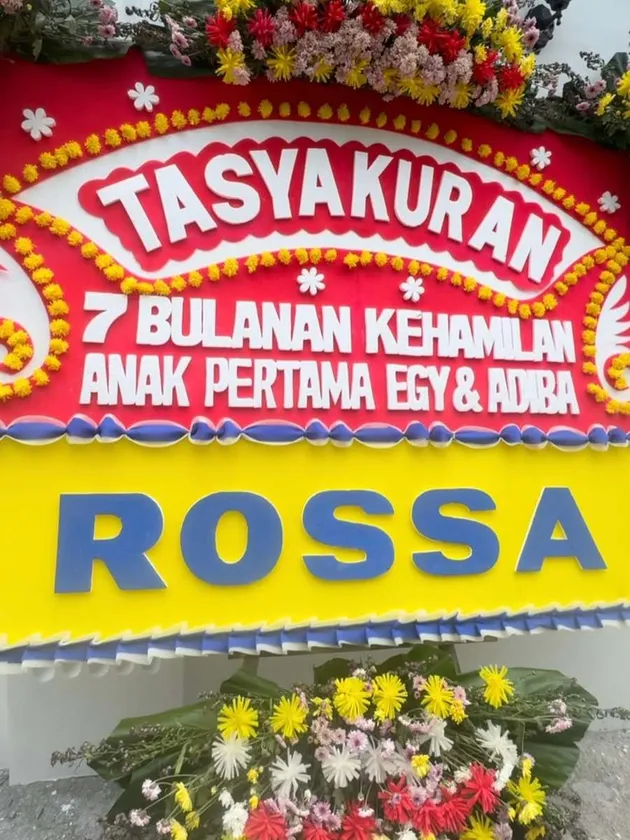 TASYAKURAN
7 BULANAN KEHAMILAN
ANAK PERTAMA EGY & ADIBA
ROSSA